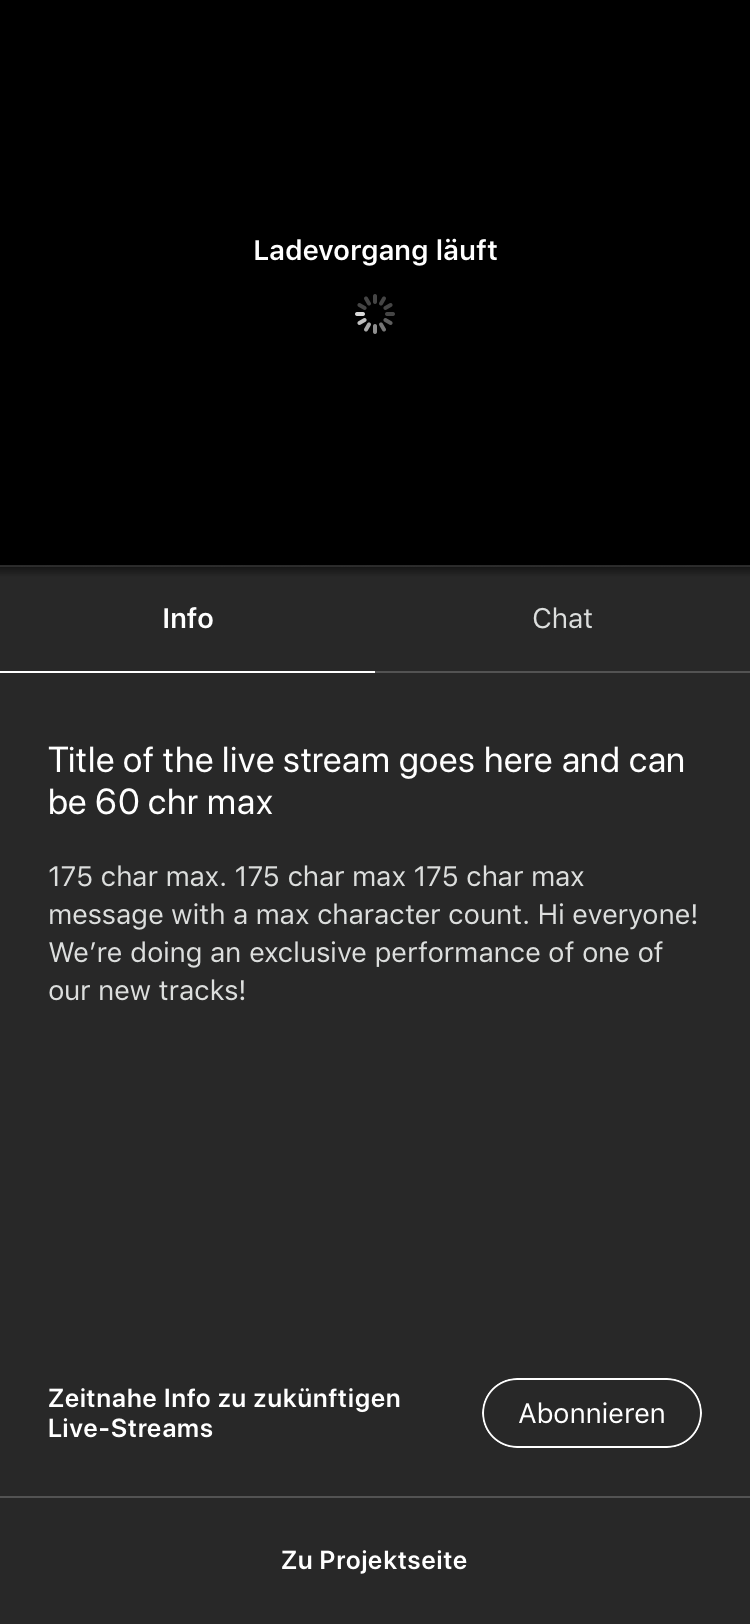 Ladevorgang läuft
Info
Chat
Title of the live stream goes here and can
be 60 chr max
175 char max. 175 char max 175 char max
message with a max character count. Hi everyone!
We’re doing an exclusive performance of one of
our new tracks!
Zeitnahe Info zu zukünftigen
Live-Streams
Abonnieren
Zu Projektseite